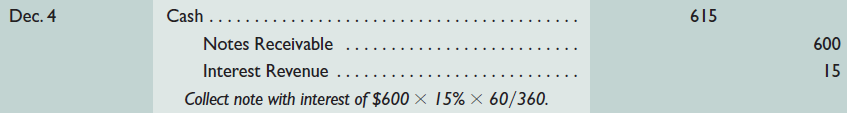 Dec. 4 Cash . . . . . . . . . . . . . . . . . . . . . . . . . . . . . . . . . . . . . . . . . 615
Notes Receivable . . . . . . . . . . . . . . . . . . . . . . . . . . 600
Interest Revenue . . . . . . . . . . . . . . . . . . . . . . . . . . . 15
Collect note with interest of $600 × 15% × 60/360.